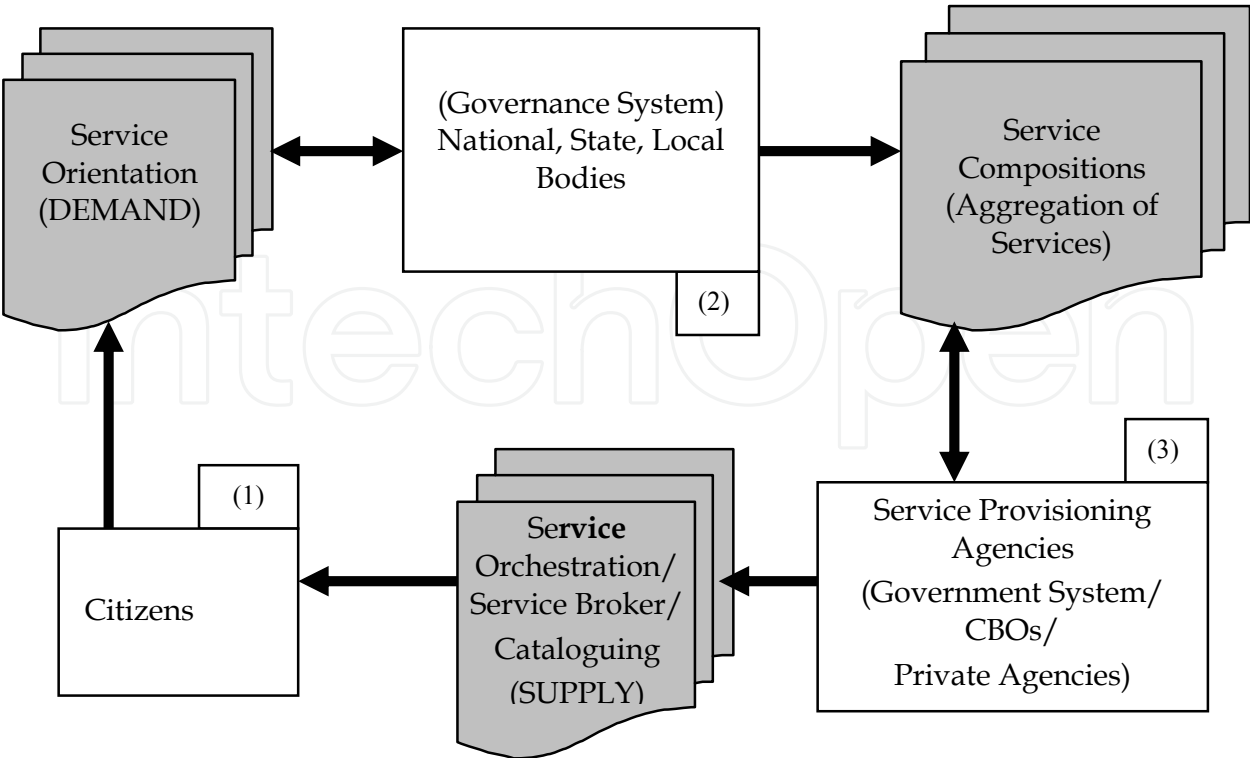 Service
Orientation
(DEMAND)
(Governance System)
National, State, Local
Bodies
(2)
Service
Compositions
(Aggregation of
Services)
IntechOpen
(1)
Citizens
Service
Orchestration/
Service Broker/
Cataloguing
(SUPPLY)
(3)
Service Provisioning
Agencies
(Government System/
CBOs/
Private Agencies)